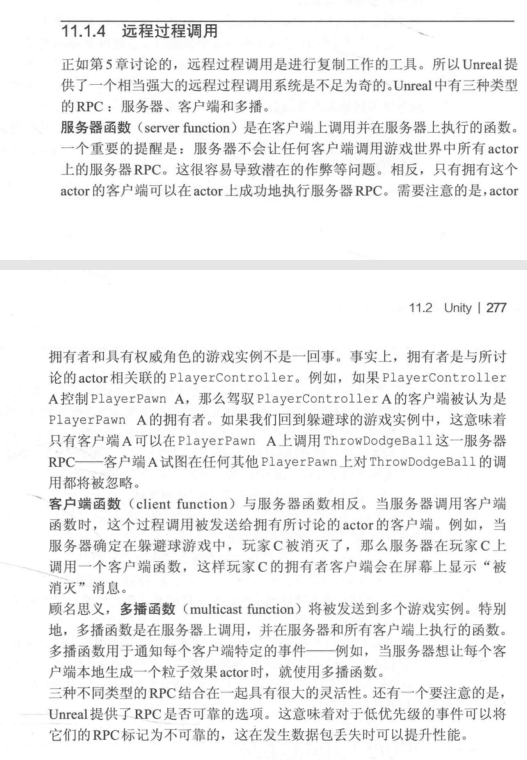 11.1.4 远程过程调用
正如第5章讨论的，远程过程调用是进行复制工作的工具。所以Unreal提
供了一个相当强大的远程过程调用系统是不足为奇的。Unreal中有三种类型
的RPC：服务器、客户端和多播。
服务器函数（server function）是在客户端上调用并在服务器上执行的函数。
一个重要的提醒是：服务器不会让任何客户端调用游戏世界中所有actor
上的服务器RPC。这很容易导致潜在的作弊等问题。相反，只有拥有这个
actor的客户端可以在actor上成功地执行服务器RPC。需要注意的是，actor
11.2 Unity | 277
拥有者和具有权威角色的游戏实例不是一回事。事实上，拥有者是与所讨
论的actor相关联的PlayerController。例如，如果PlayerController
A控制PlayerPawn A，那么驾驭PlayerController A的客户端被认为是
PlayerPawn A的拥有者。如果我们回到躲避球的游戏实例中，这意味着
只有客户端A可以在PlayerPawn A上调用ThrowDodgeBall这一服务器
RPC——客户端A试图在任何其他PlayerPawn上对ThrowDodgeBall的调
用都将被忽略。
客户端函数（client function）与服务器函数相反。当服务器调用客户端
函数时，这个过程调用被发送给拥有所讨论的actor的客户端。例如，当
服务器确定在躲避球游戏中，玩家C被消灭了，那么服务器在玩家C上
调用一个客户端函数，这样玩家C的拥有者客户端会在屏幕上显示“被
消灭”消息。
顾名思义，多播函数（multicast function）将被发送到多个游戏实例。特别
地，多播函数是在服务器上调用，并在服务器和所有客户端上执行的函数。
多播函数用于通知每个客户端特定的事件——例如，当服务器想让每个客
户端本地生成一个粒子效果actor时，就使用多播函数。
三种不同类型的RPC结合在一起具有很大的灵活性。还有一个要注意的是，
Unreal提供了RPC是否可靠的选项。这意味着对于低优先级的事件可以将
它们的RPC标记为不可靠的，这在发生数据包丢失时可以提升性能。